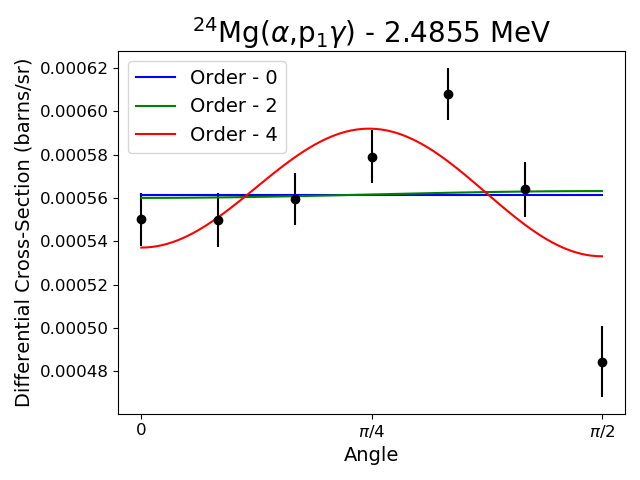 ²⁴Mg(α,p₁γ) - 2.4855 MeV
Order - 0
Order - 2
Order - 4
Differential Cross-Section (barns/sr)
0.00062
0.00060
0.00058
0.00056
0.00054
0.00052
0.00050
0.00048
0 π/4 π/2
Angle